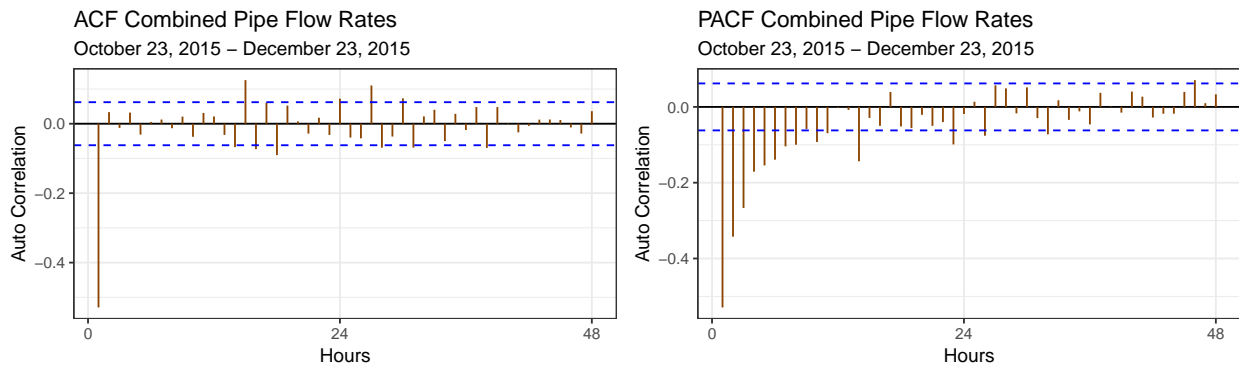 ACF Combined Pipe Flow Rates
October 23, 2015 – December 23, 2015
Auto Correlation
0.0
−0.2
−0.4
0
24
48
Hours
PACF Combined Pipe Flow Rates
October 23, 2015 – December 23, 2015
Auto Correlation
0.0
−0.2
−0.4
0
24
48
Hours